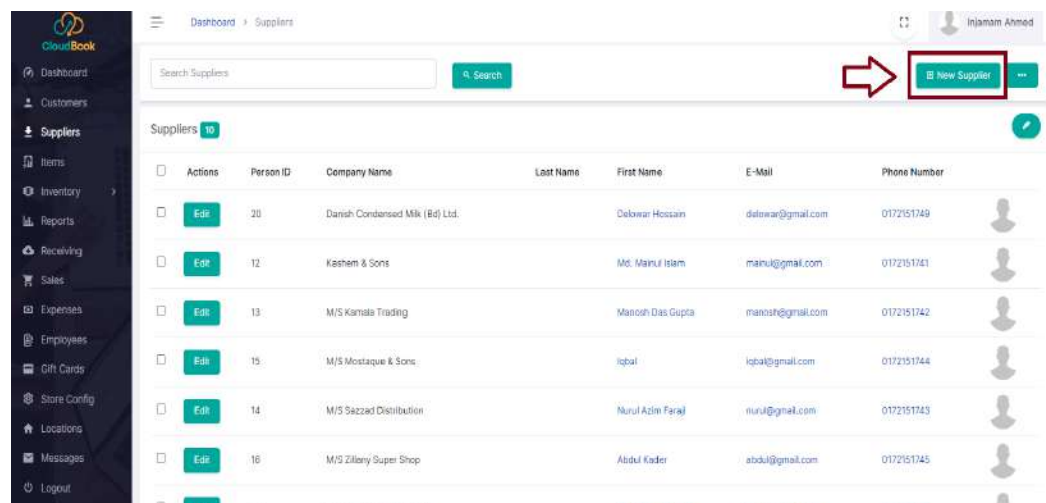 CloudBook
Dashboard > Suppliers
Injamam Ahmed
Search Suppliers
Search
New Supplier
Dashboard
Customers
Suppliers
Items
Inventory
Reports
Receiving
Sales
Expenses
Employees
Gift Cards
Store Config
Locations
Messages
Logout
Suppliers 10
Actions Person ID Company Name Last Name First Name E-Mail Phone Number
Edit 20 Danish Condensed Milk (Bd) Ltd. Delowar Hossain delowar@gmail.com 0172151749
Edit 12 Kashem & Sons Md. Mainul Islam mainul@gmail.com 0172151741
Edit 13 M/S Kamala Trading Manosh Das Gupta manosh@gmail.com 0172151742
Edit 15 M/S Mostaque & Sons Iqbal iqbal@gmail.com 0172151744
Edit 14 M/S Sazzad Distribution Nurul Azim Faraji nurul@gmail.com 0172151743
Edit 16 M/S Zillany Super Shop Abdul Kader abdul@gmail.com 0172151745